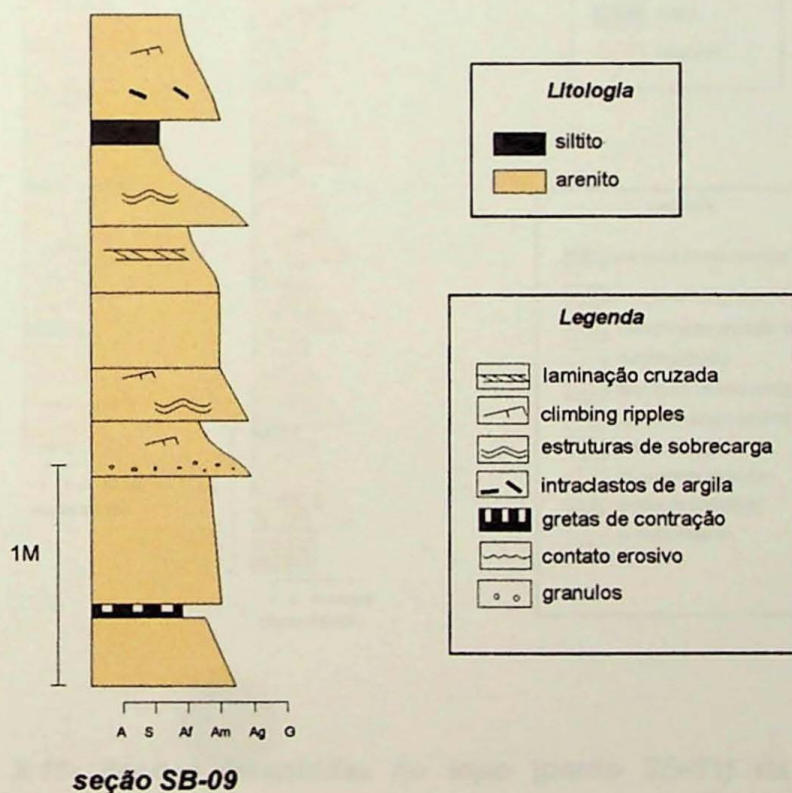 Litologia
siltito
arenito
Legenda
laminação cruzada
climbing ripples
estruturas de sobrecarga
intraclastos de argila
gretas de contração
contato erosivo
granulos
1M
A S Af Am Ag G
seção SB-09